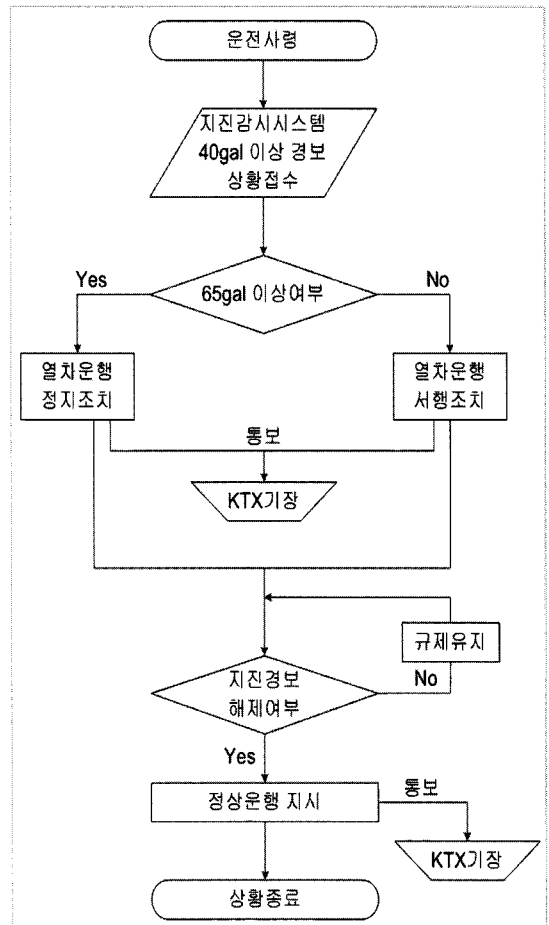 운전사령
지진감시시스템
40gal 이상 경보
상황접수
Yes
No
65gal 이상여부
열차운행
정지조치
열차운행
서행조치
통보
KTX기장
규제유지
No
지진경보
해제여부
Yes
정상운행 지시
통보
KTX기장
상황종료